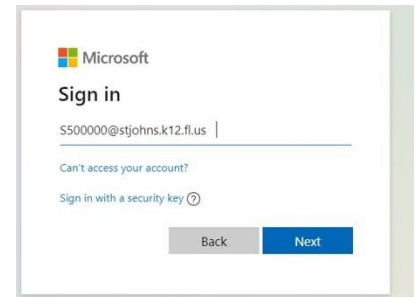 Microsoft
Sign in
S500000@stjohns.k12.fl.us
Can't access your account?
Sign in with a security key ?
Back Next